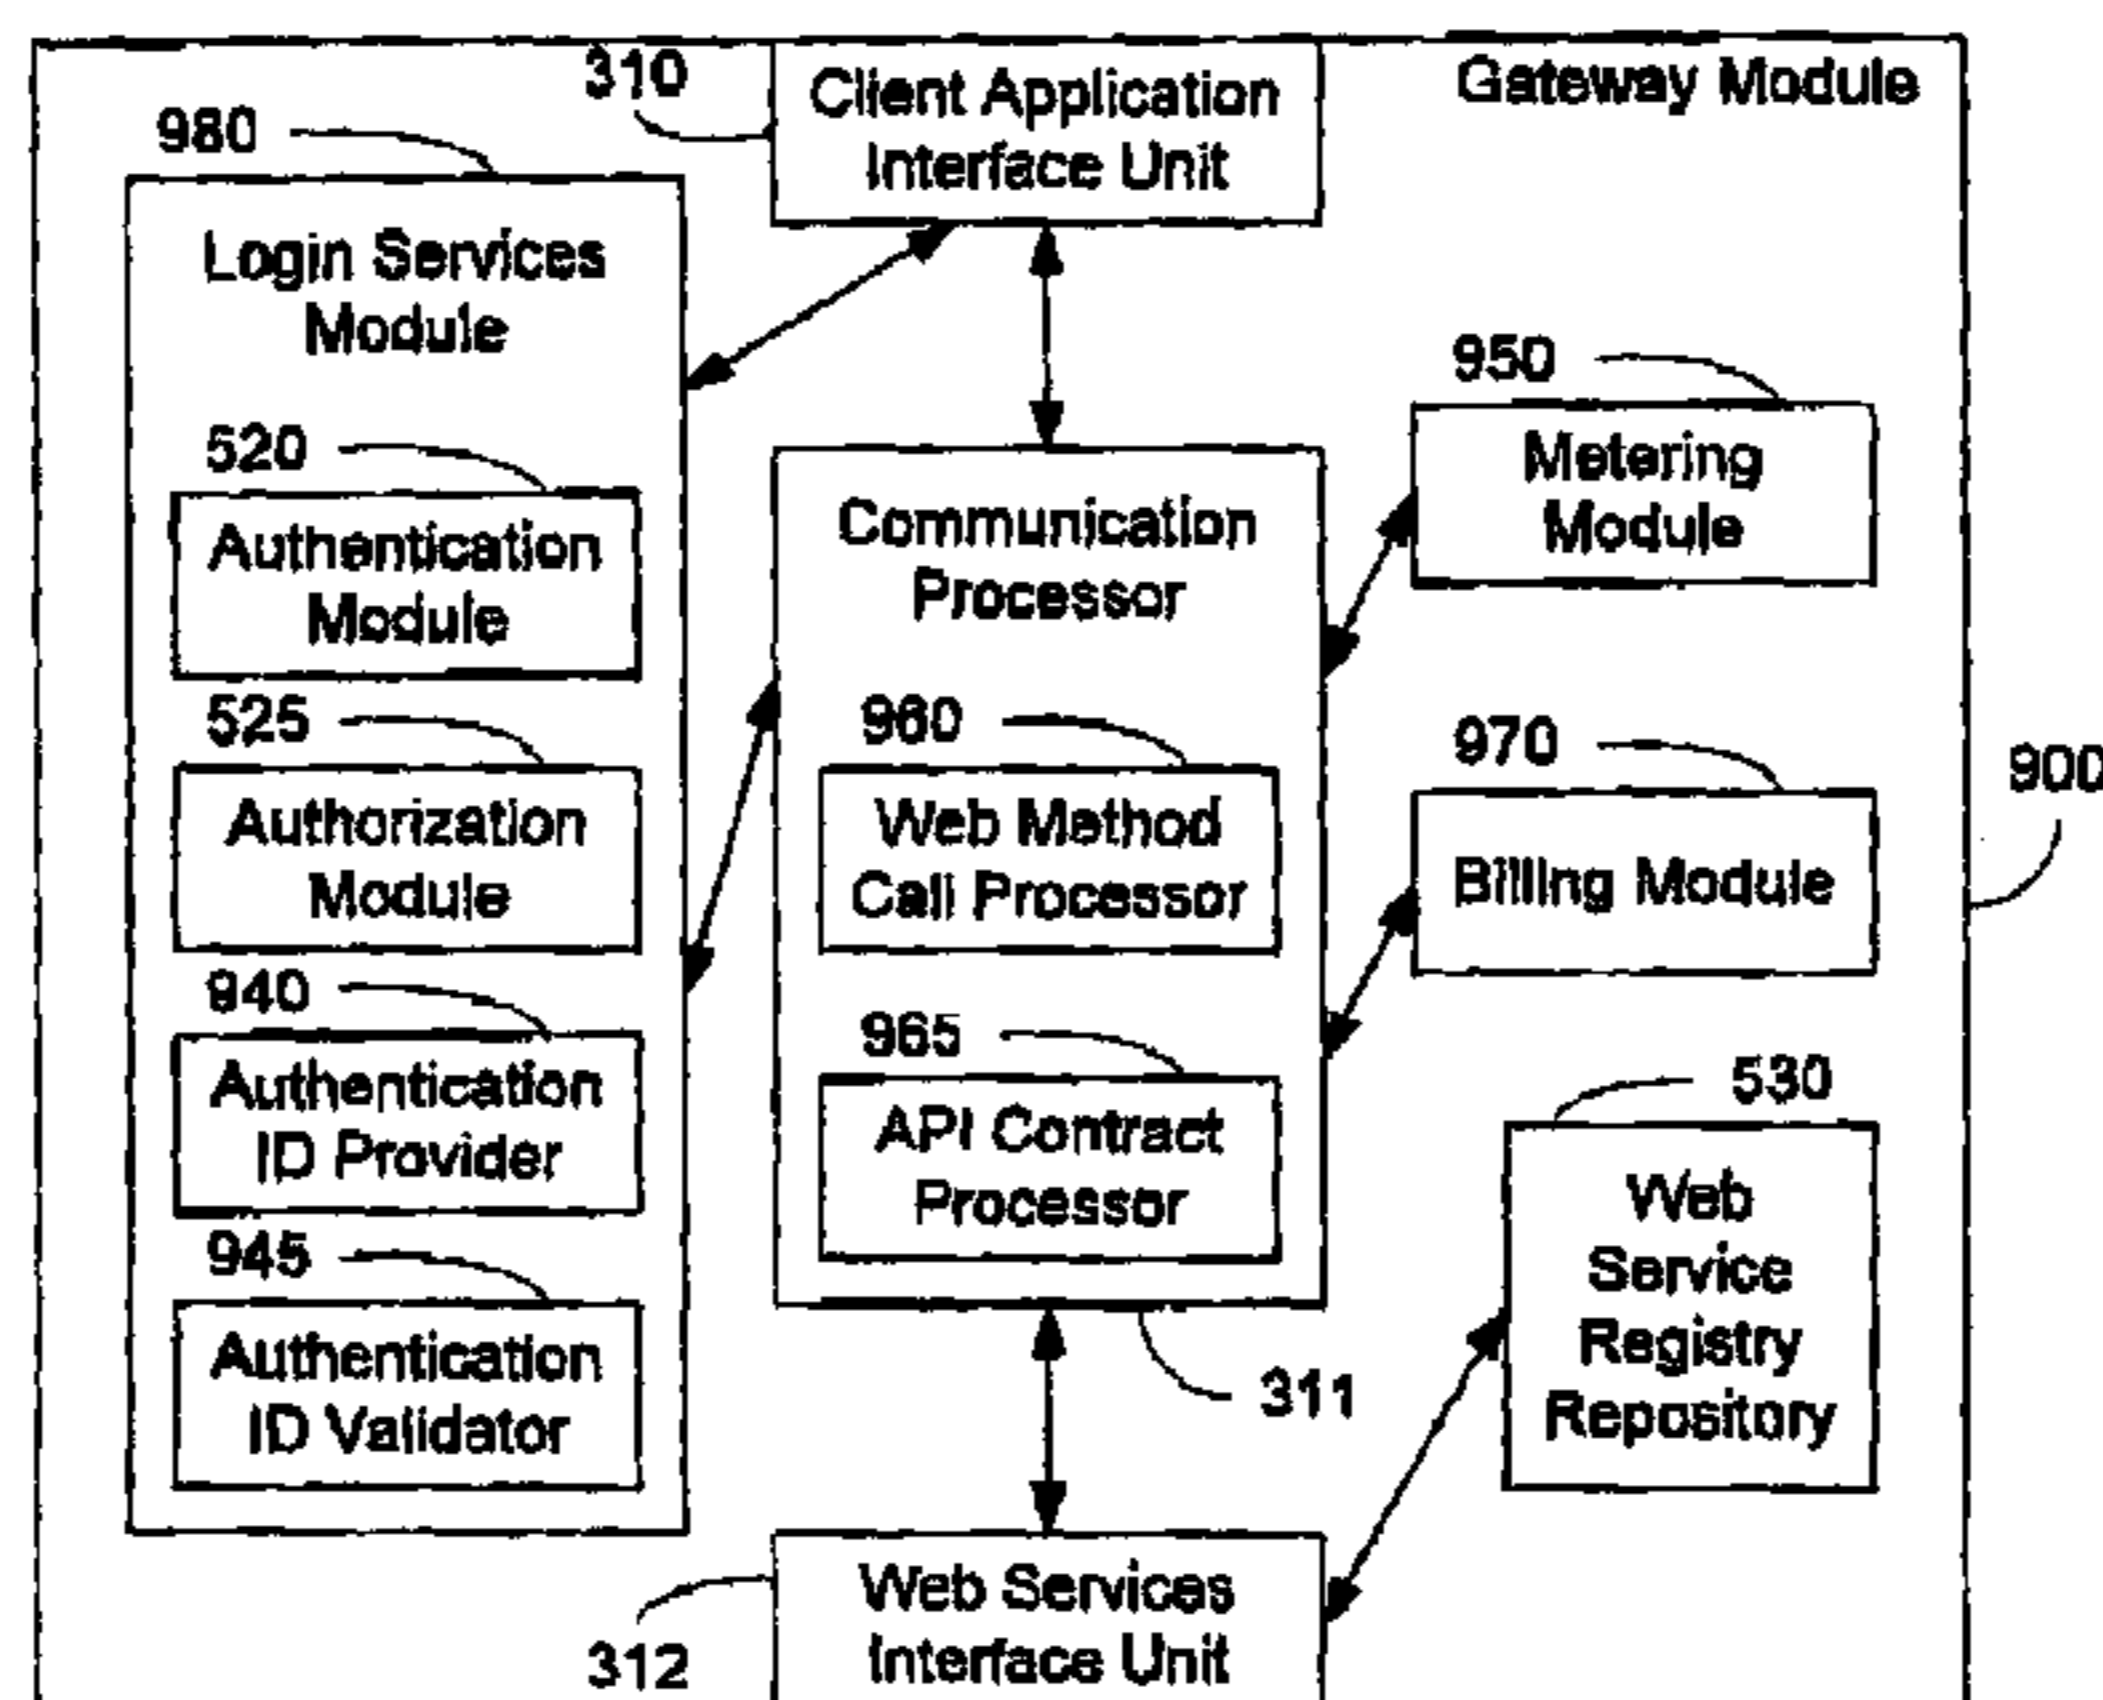 310
Client Application
Interface Unit
Gateway Module
980
Login Services
Module
520
Authentication
Module
525
Authorization
Module
940
Authentication
ID Provider
945
Authentication
ID Validator
Communication
Processor
960
Web Method
Call Processor
965
API Contract
Processor
311
950
Metering
Module
970
Billing Module
900
530
Web
Service
Registry
Repository
312
Web Services
Interface Unit